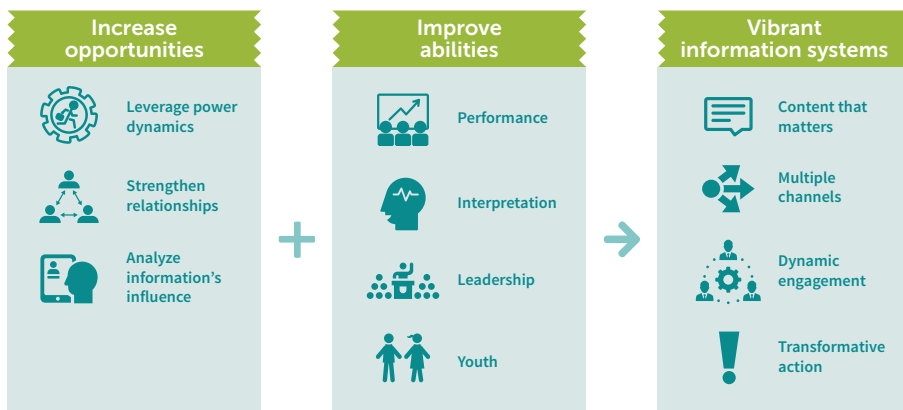 Increase
opportunities
Leverage power
dynamics
Strengthen
relationships
Analyze
information's
influence
Improve
abilities
Performance
Interpretation
Leadership
Youth
Vibrant
information systems
Content that
matters
Multiple
channels
Dynamic
engagement
Transformative
action